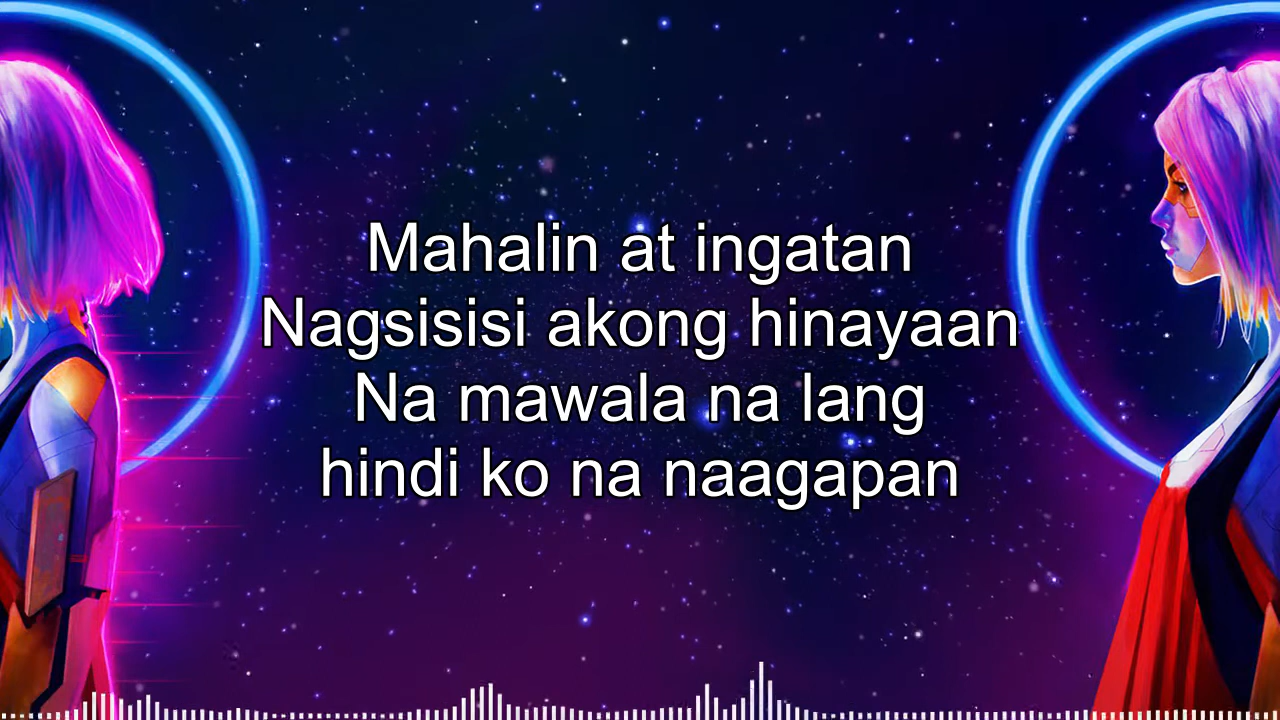 Mahalin at ingatan
Nagsisisi akong hinayaan
Na mawala na lang
hindi ko na naagapan